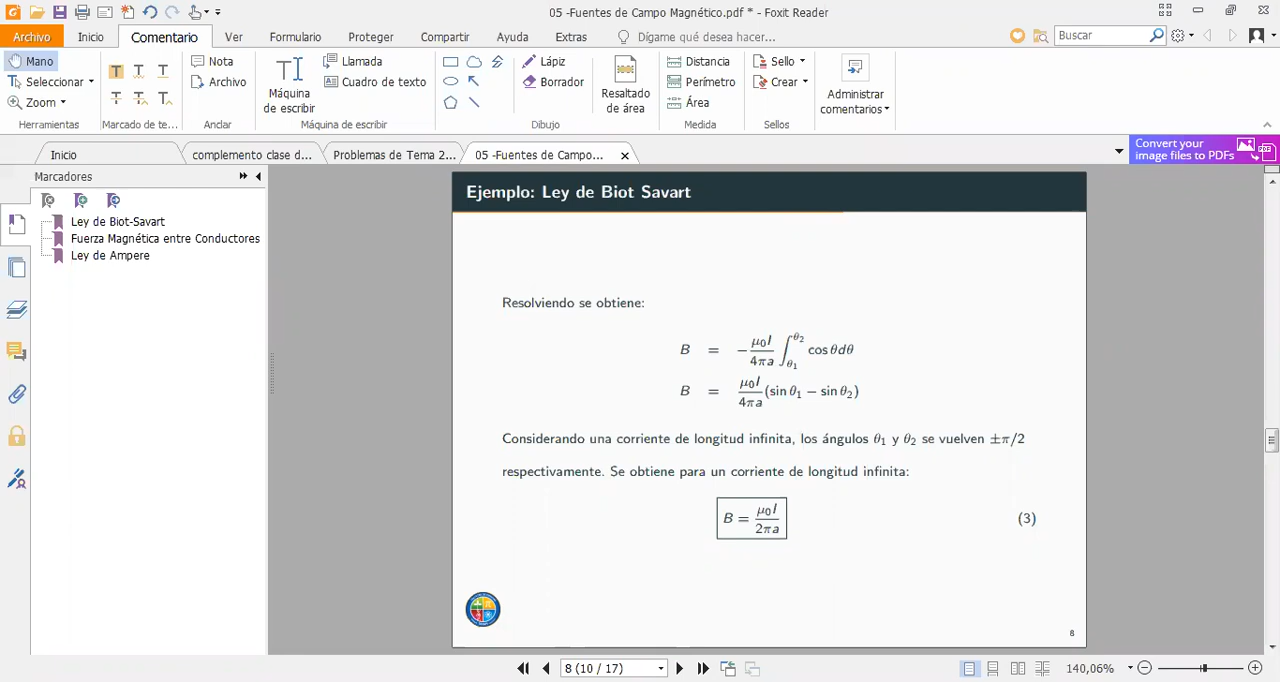 05 -Fuentes de Campo Magnético.pdf * - Foxit Reader
Archivo Inicio Comentario Ver Formulario Proteger Compartir Ayuda Extras Dígame qué desea hacer... Buscar
Mano
Seleccionar
Zoom
Herramientas
Marcado de te...
Nota
Archivo
Anclar
Máquina de escribir
Llamada
Cuadro de texto
Máquina de escribir
Lápiz
Borrador
Dibujo
Resaltado de área
Distancia
Perímetro
Área
Medida
Sello
Crear
Sellos
Administrar comentarios
Inicio complemento clase d... Problemas de Tema 2... 05 -Fuentes de Campo...
Convert your
image files to PDFs
PDF
Marcadores
Ley de Biot-Savart
Fuerza Magnética entre Conductores
Ley de Ampere
Ejemplo: Ley de Biot Savart
Resolviendo se obtiene:
B = −μ₀I/4πa ∫_θ₁^θ₂ cos θdθ
B = μ₀I/4πa (sin θ₁ − sin θ₂)
Considerando una corriente de longitud infinita, los ángulos θ₁ y θ₂ se vuelven ±π/2
respectivamente. Se obtiene para un corriente de longitud infinita:
B = μ₀I/2πa (3)
8
8 (10 / 17) 140,06%